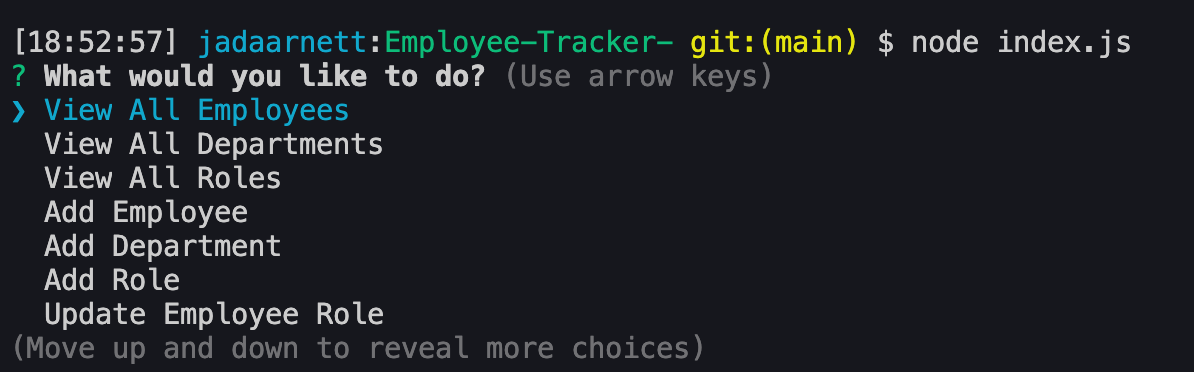 [18:52:57] jadaarnett:Employee-Tracker- git:(main) $ node index.js
? What would you like to do? (Use arrow keys)
❯ View All Employees
View All Departments
View All Roles
Add Employee
Add Department
Add Role
Update Employee Role
(Move up and down to reveal more choices)